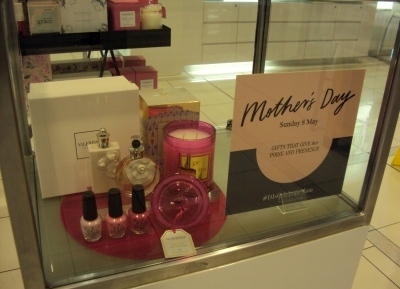 Mother's Day
Sunday 8 May
GIFTS THAT GIVE her
POISE AND PRESENCE